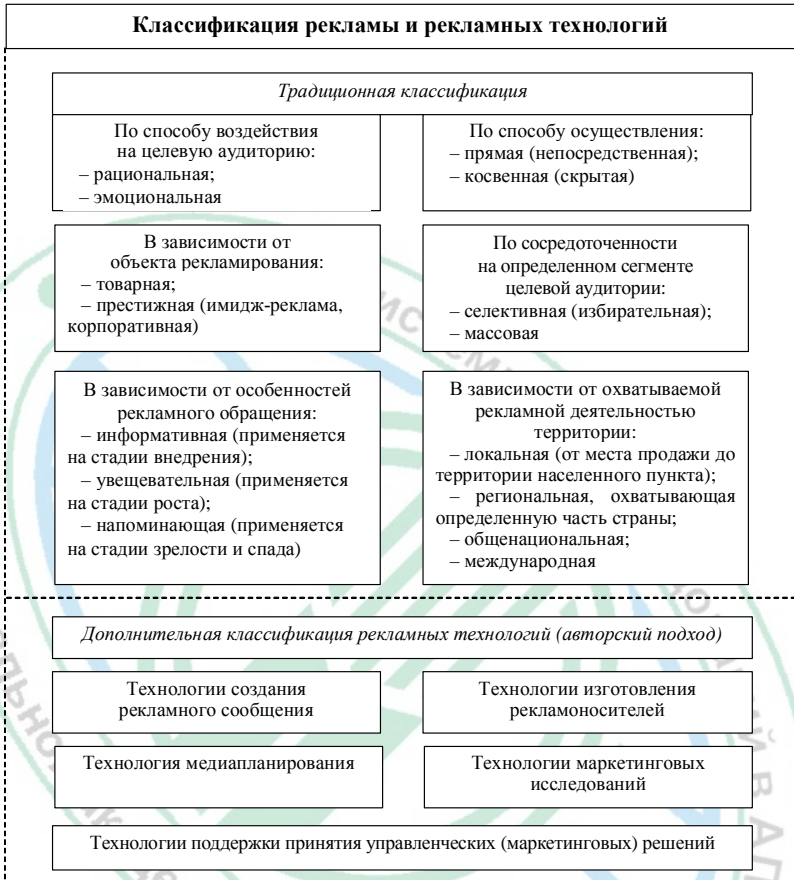 Классификация рекламы и рекламных технологий
Традиционная классификация
По способу воздействия
на целевую аудиторию:
– рациональная;
– эмоциональная
По способу осуществления:
– прямая (непосредственная);
– косвенная (скрытая)
В зависимости от
объекта рекламирования:
– товарная;
– престижная (имидж-реклама,
корпоративная)
По сосредоточенности
на определенном сегменте
целевой аудитории:
– селективная (избирательная);
– массовая
В зависимости от особенностей
рекламного обращения:
– информативная (применяется
на стадии внедрения);
– увещевательная (применяется
на стадии роста);
– напоминающая (применяется
на стадии зрелости и спада)
В зависимости от охватываемой
рекламной деятельностью
территории:
– локальная (от места продажи до
территории населенного пункта);
– региональная, охватывающая
определенную часть страны;
– общенациональная;
– международная
Дополнительная классификация рекламных технологий (авторский подход)
Технологии создания
рекламного сообщения
Технологии изготовления
рекламоносителей
Технология медиапланирования
Технологии маркетинговых
исследований
Технологии поддержки принятия управленческих (маркетинговых) решений